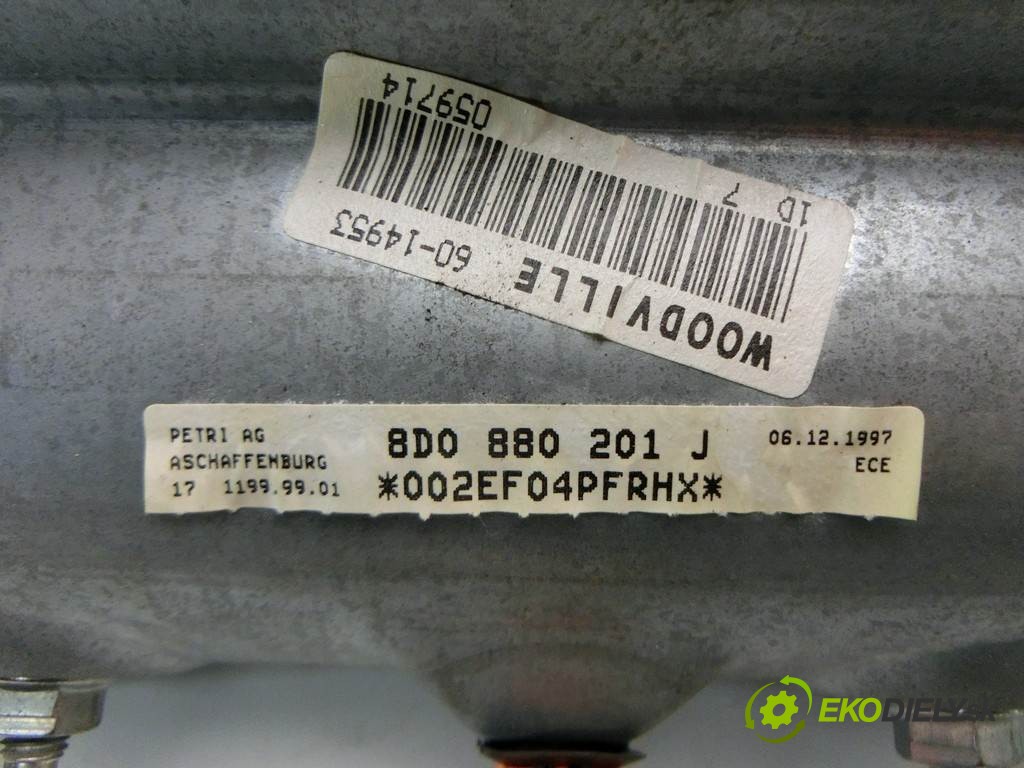 059714
1D 7
60-14953
WOODVILLE
PETRI AG
ASCHAFFENBURG
17 1199.99.01
8D0 880 201 J
*002EF04PFRHX*
06.12.1997
ECE
EKODIELY.SK